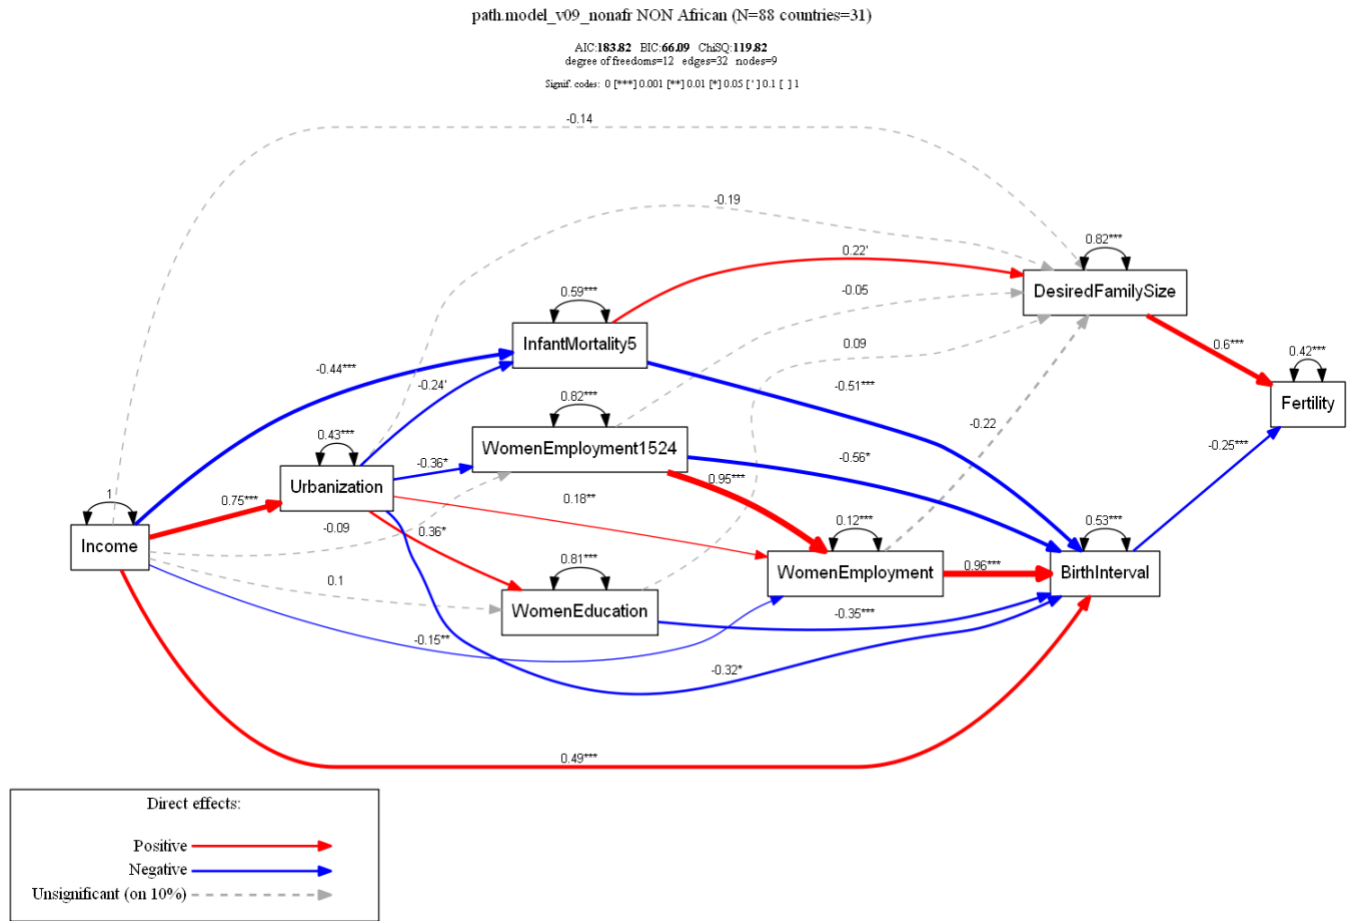 path.model_v09_nonafr NON African (N=88 countries=31)
AIC:183.82 BIC:66.09 ChiSQ:119.82
degree of freedoms=12 edges=32 nodes=9
Signif. codes: 0 [***] 0.001 [**] 0.01 [*] 0.05 ['] 0.1 [ ] 1
-0.14
-0.19
0.82***
DesiredFamilySize
0.22'
-0.05
0.59***
InfantMortality5
0.09
-0.44***
-0.24'
-0.51***
0.6***
0.42***
Fertility
0.82***
WomenEmployment1524
-0.22
0.43***
Urbanization
-0.36*
-0.56*
-0.25***
0.95***
0.75***
0.18**
1
Income
-0.09
0.36*
0.12***
WomenEmployment
0.53***
BirthInterval
0.96***
0.81***
WomenEducation
0.1
-0.35***
-0.15**
-0.32*
0.49***
Direct effects:
Positive
Negative
Unsignificant (on 10%)